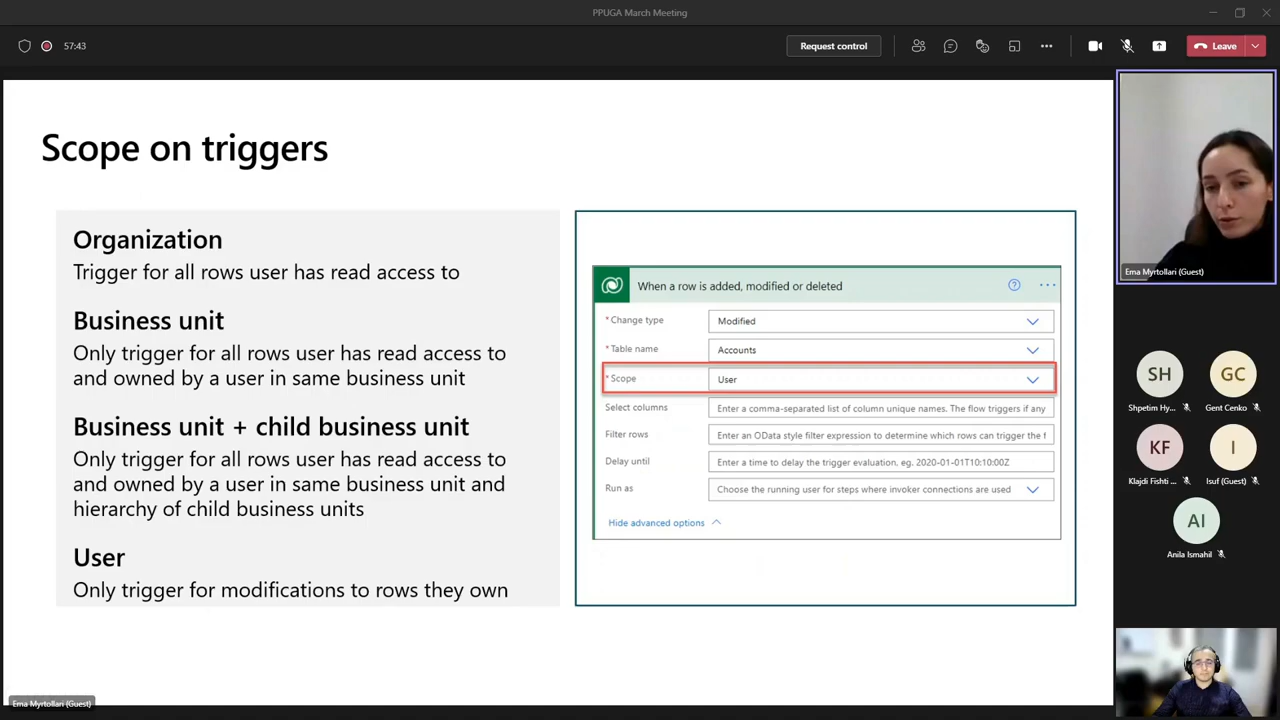 PPUGA March Meeting
57:43
Request control
Leave
Scope on triggers
Organization
Trigger for all rows user has read access to
Business unit
Only trigger for all rows user has read access to
and owned by a user in same business unit
Business unit + child business unit
Only trigger for all rows user has read access to
and owned by a user in same business unit and
hierarchy of child business units
User
Only trigger for modifications to rows they own
When a row is added, modified or deleted
* Change type
Modified
* Table name
Accounts
* Scope
User
Select columns
Enter a comma-separated list of column unique names. The flow triggers if any
Filter rows
Enter an OData style filter expression to determine which rows can trigger the f
Delay until
Enter a time to delay the trigger evaluation. eg. 2020-01-01T10:10:00Z
Run as
Choose the running user for steps where invoker connections are used
Hide advanced options
Ema Myrtollari (Guest)
SH
Shpetim Hy...
GC
Gent Cenko
KF
Klajdi Fishti ...
I
Isuf (Guest)
AI
Anila Ismahil
Ema Myrtollari (Guest)